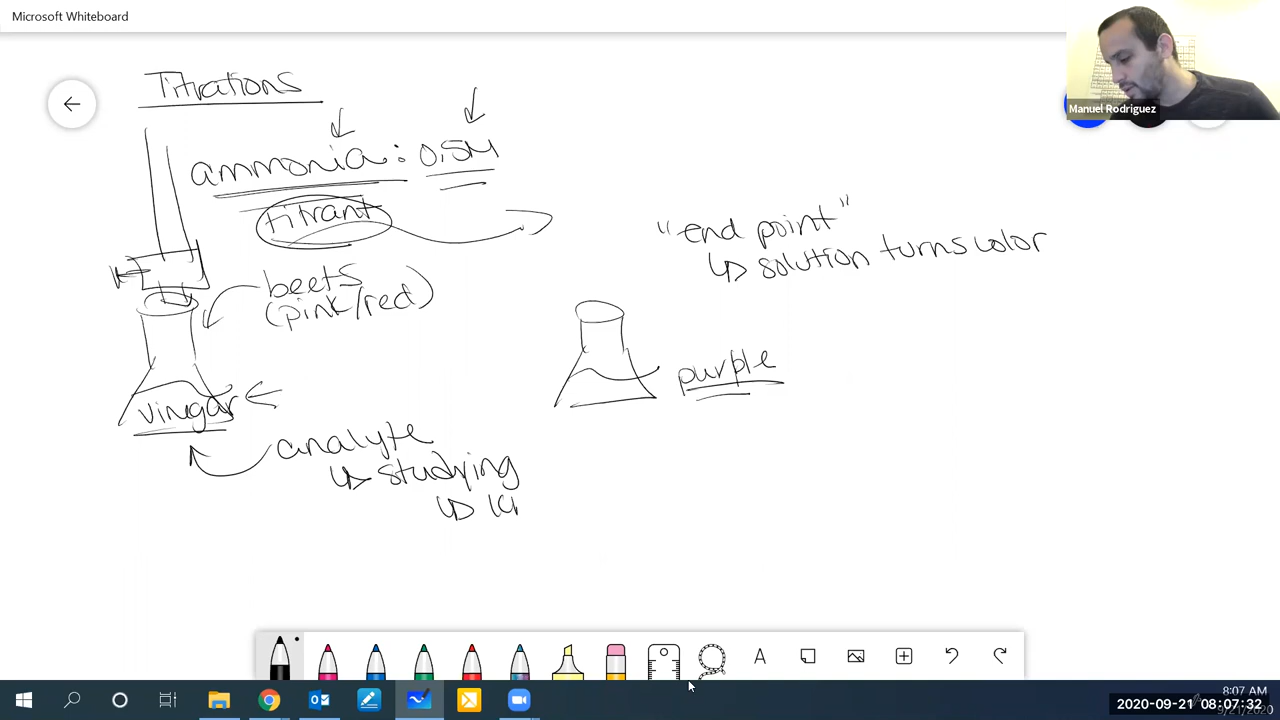 Microsoft Whiteboard
Manuel Rodriguez
Titrations
ammonia: 0.5M
titrant
"end point"
↳ solution turns color
beets
(pink/red)
purple
vinegar
analyte
↳ studying
A
8:07 AM
2020-09-21 08:07:32